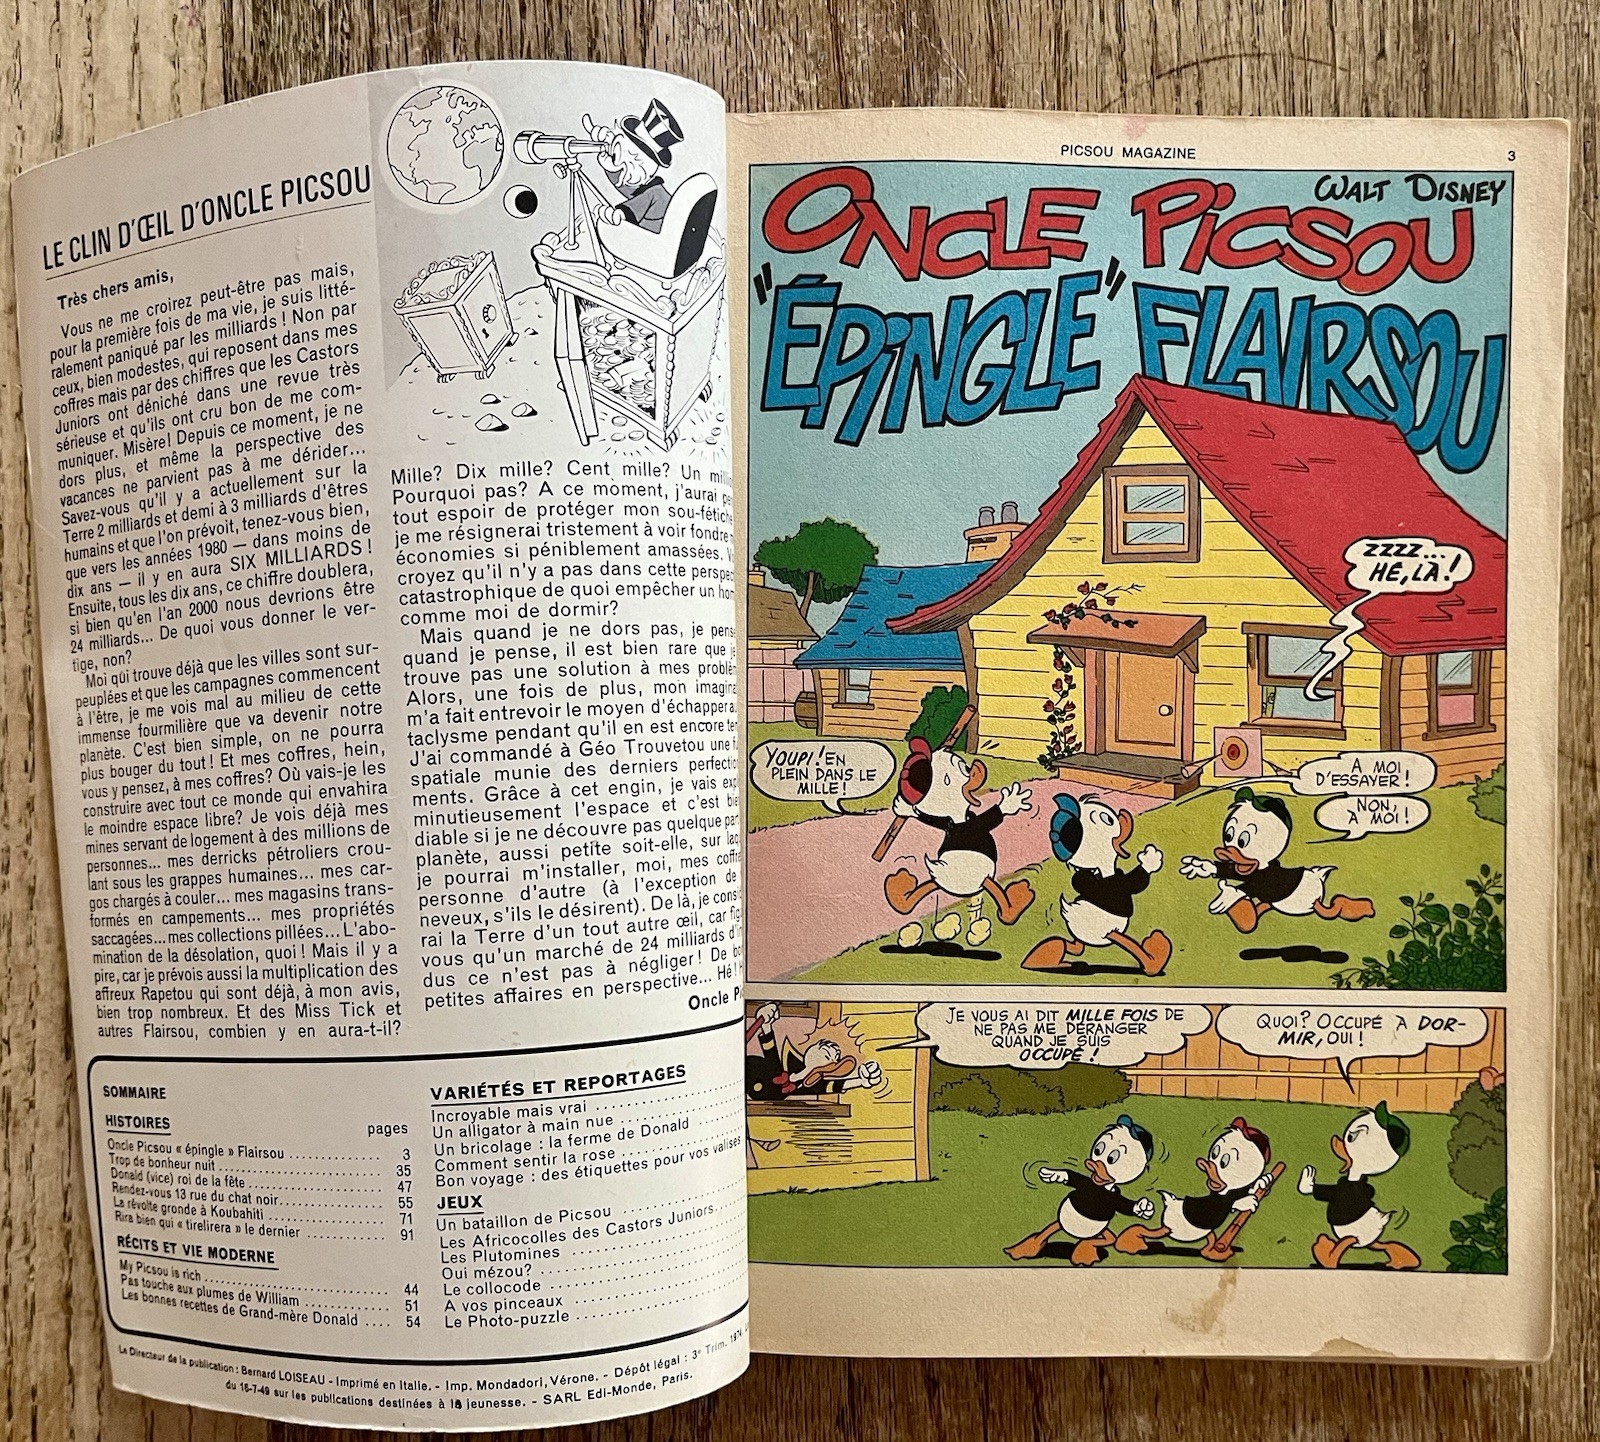 LE CLIN D'ŒIL D'ONCLE PICSOU
Très chers amis,
Vous ne me croirez peut-être pas mais,
pour la première fois de ma vie, je suis litté-
ralement paniqué par les milliards ! Non par
ceux, bien modestes, qui reposent dans mes
coffres mais par des chiffres que les Castors
Juniors ont déniché dans une revue très
sérieuse et qu'ils ont cru bon de me com-
muniquer. Misère! Depuis ce moment, je ne
dors plus, et même la perspective des
vacances ne parvient pas à me dérider...
Savez-vous qu'il y a actuellement sur la
Terre 2 milliards et demi à 3 milliards d'êtres
humains et que l'on prévoit, tenez-vous bien,
que vers les années 1980 — dans moins de
dix ans — il y en aura SIX MILLIARDS !
Ensuite, tous les dix ans, ce chiffre doublera,
si bien qu'en l'an 2000 nous devrions être
24 milliards... De quoi vous donner le ver-
tige, non?
Moi qui trouve déjà que les villes sont sur-
peuplées et que les campagnes commencent
à l'être, je me vois mal au milieu de cette
immense fourmilière que va devenir notre
planète. C'est bien simple, on ne pourra
plus bouger du tout ! Et mes coffres, hein,
vous y pensez, à mes coffres? Où vais-je les
construire avec tout ce monde qui envahira
le moindre espace libre? Je vois déjà mes
mines servant de logement à des millions de
personnes... mes derricks pétroliers crou-
lant sous les grappes humaines... mes car-
gos chargés à couler... mes magasins trans-
formés en campements... mes propriétés
saccagées... mes collections pillées... L'abo-
mination de la désolation, quoi ! Mais il y a
pire, car je prévois aussi la multiplication des
affreux Rapetou qui sont déjà, à mon avis,
bien trop nombreux. Et des Miss Tick et
autres Flairsou, combien y en aura-t-il?
Mille? Dix mille? Cent mille? Un
Pourquoi pas? A ce moment, j'aurai
tout espoir de protéger mon sou-fétiche
je me résignerai tristement à voir fondre
économies si péniblement amassées.
croyez qu'il n'y a pas dans cette
catastrophique de quoi empêcher un
comme moi de dormir?
Mais quand je ne dors pas, je
quand je pense, il est bien rare que
trouve pas une solution à mes
Alors, une fois de plus, mon
m'a fait entrevoir le moyen d'échapper
taclysme pendant qu'il en est encore
J'ai commandé à Géo Trouvetou une
spatiale munie des derniers
ments. Grâce à cet engin, je vais
minutieusement l'espace et c'est
diable si je ne découvre pas quelque
planète, aussi petite soit-elle, sur
je pourrai m'installer, moi, mes
personne d'autre (à l'exception de
neveux, s'ils le désirent). De là, je
rai la Terre d'un tout autre œil, car
vous qu'un marché de 24 milliards
dus ce n'est pas à négliger ! De
petites affaires en perspective... Hé !
Oncle
SOMMAIRE
HISTOIRES pages
Oncle Picsou « épingle » Flairsou ............ 3
Trop de bonheur nuit ............ 35
Donald (vice) roi de la fête ............ 47
Rendez-vous 13 rue du chat noir ............ 55
La révolte gronde à Koubahiti ............ 71
Rira bien qui « tirelirera » le dernier ............ 91
RÉCITS ET VIE MODERNE
My Picsou is rich ............ 44
Pas touche aux plumes de William ............ 51
Les bonnes recettes de Grand-mère Donald .... 54
VARIÉTÉS ET REPORTAGES
Incroyable mais vrai ............
Un alligator à main nue ............
Un bricolage : la ferme de Donald ............
Comment sentir la rose ............
Bon voyage : des étiquettes pour vos valises
JEUX
Un bataillon de Picsou ............
Les Africocolles des Castors Juniors ............
Les Plutomines ............
Oui mézou? ............
Le collocode ............
A vos pinceaux ............
Le Photo-puzzle ............
Le Directeur de la publication : Bernard LOISEAU - Imprimé en Italie. - Imp. Mondadori, Vérone. - Dépôt légal : 3e Trim. 1974.
du 16-7-49 sur les publications destinées à la jeunesse. - SARL Edi-Monde, Paris.
PICSOU MAGAZINE 3
WALT DISNEY
ONCLE PICSOU
"ÉPINGLE" FLAIRSOU
ZZZZ...
HÉ, LÀ !
YOUPI ! EN
PLEIN DANS LE
MILLE !
À MOI
D'ESSAYER !
NON,
À MOI !
JE VOUS AI DIT MILLE FOIS DE
NE PAS ME DÉRANGER
QUAND JE SUIS
OCCUPÉ !
QUOI? OCCUPÉ À DOR-
MIR, OUI !